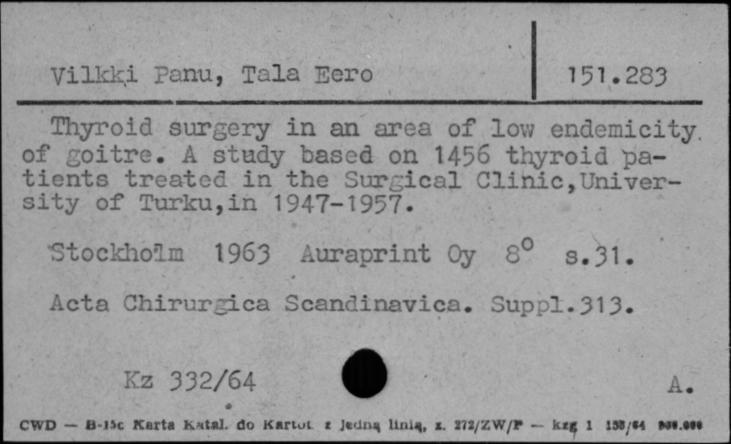 Vilkki Panu, Tala Eero 151.283
Thyroid surgery in an area of low endemicity
of goitre. A study based on 1456 thyroid pa-
tients treated in the Surgical Clinic,Univer-
sity of Turku,in 1947-1957.
Stockholm 1963 Auraprint Oy 8° s.31.
Acta Chirurgica Scandinavica. Suppl.313.
Kz 332/64 A.
CWD — B-15c Karta Katal. do Kartot. z jedną linią, z. 272/ZW/P — kzg 1